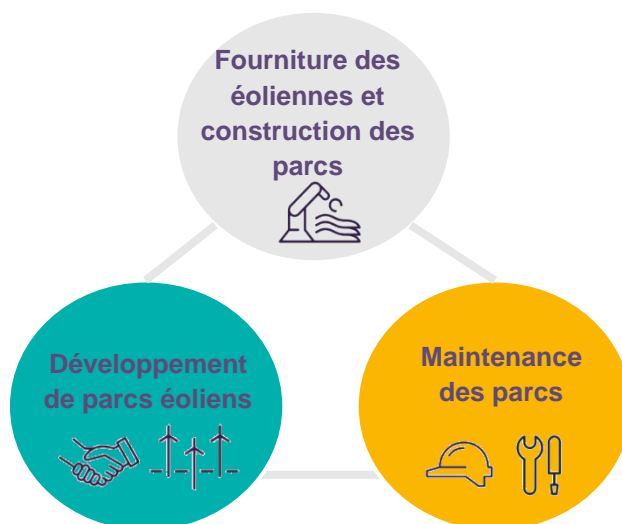 Fourniture des
éoliennes et
construction des
parcs
Développement
de parcs éoliens
Maintenance
des parcs